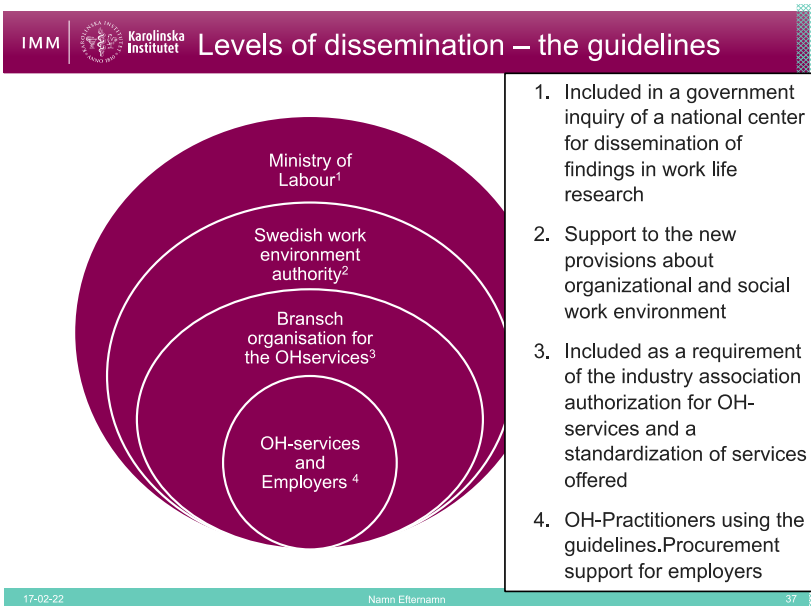 IMM
Karolinska
Institutet
KAROLINSKA INSTITUTET
ANNO 1810
Levels of dissemination – the guidelines
Ministry of
Labour1
Swedish work
environment
authority2
Bransch
organisation for
the OHservices3
OH-services
and
Employers 4
1. Included in a government
inquiry of a national center
for dissemination of
findings in work life
research
2. Support to the new
provisions about
organizational and social
work environment
3. Included as a requirement
of the industry association
authorization for OH-
services and a
standardization of services
offered
4. OH-Practitioners using the
guidelines.Procurement
support for employers
17-02-22
Namn Efternamn
37